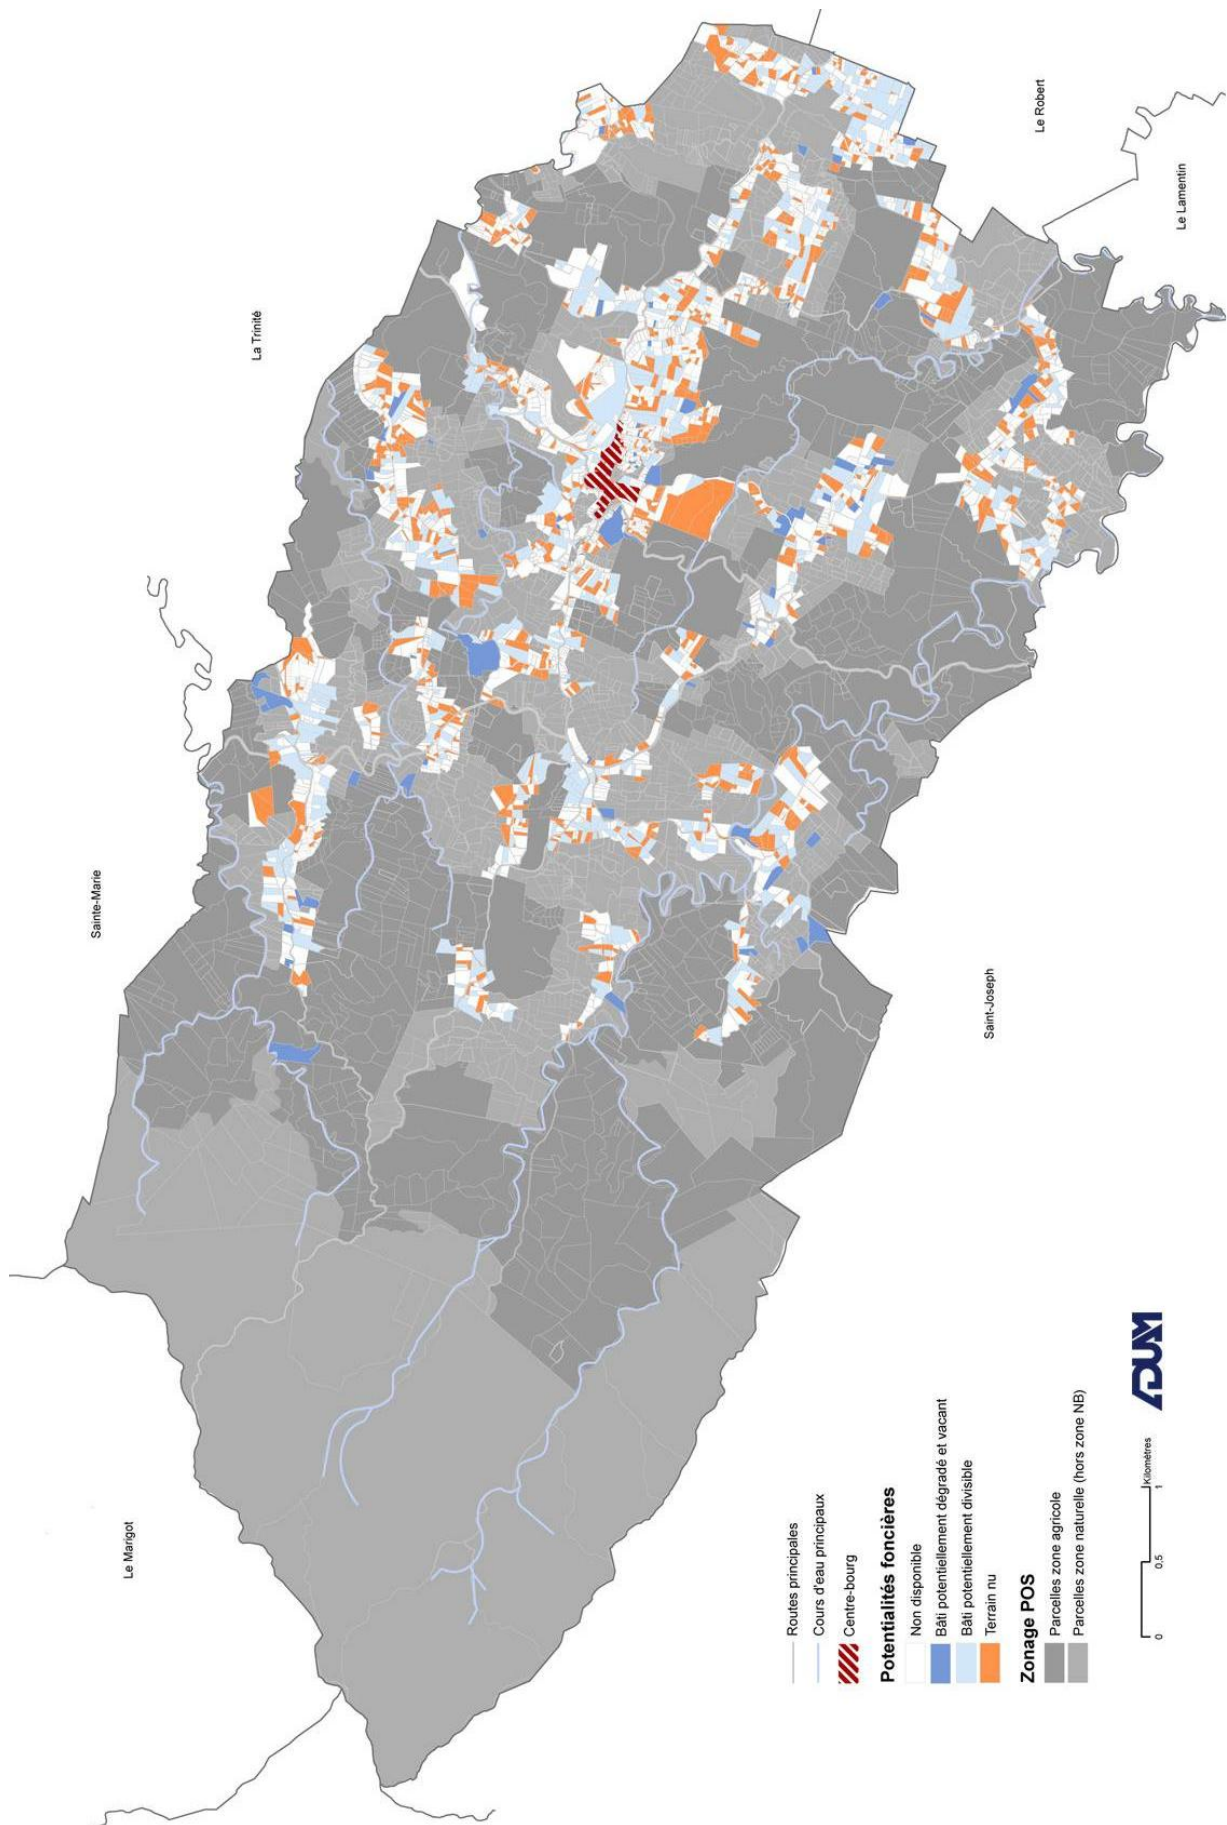 Le Marigot
Sainte-Marie
La Trinité
Le Robert
Le Lamentin
Saint-Joseph
Routes principales
Cours d'eau principaux
Centre-bourg
Potentialités foncières
Non disponible
Bâti potentiellement dégradé et vacant
Bâti potentiellement divisible
Terrain nu
Zonage POS
Parcelles zone agricole
Parcelles zone naturelle (hors zone NB)
0 0,5 1
Kilomètres
ADUAM